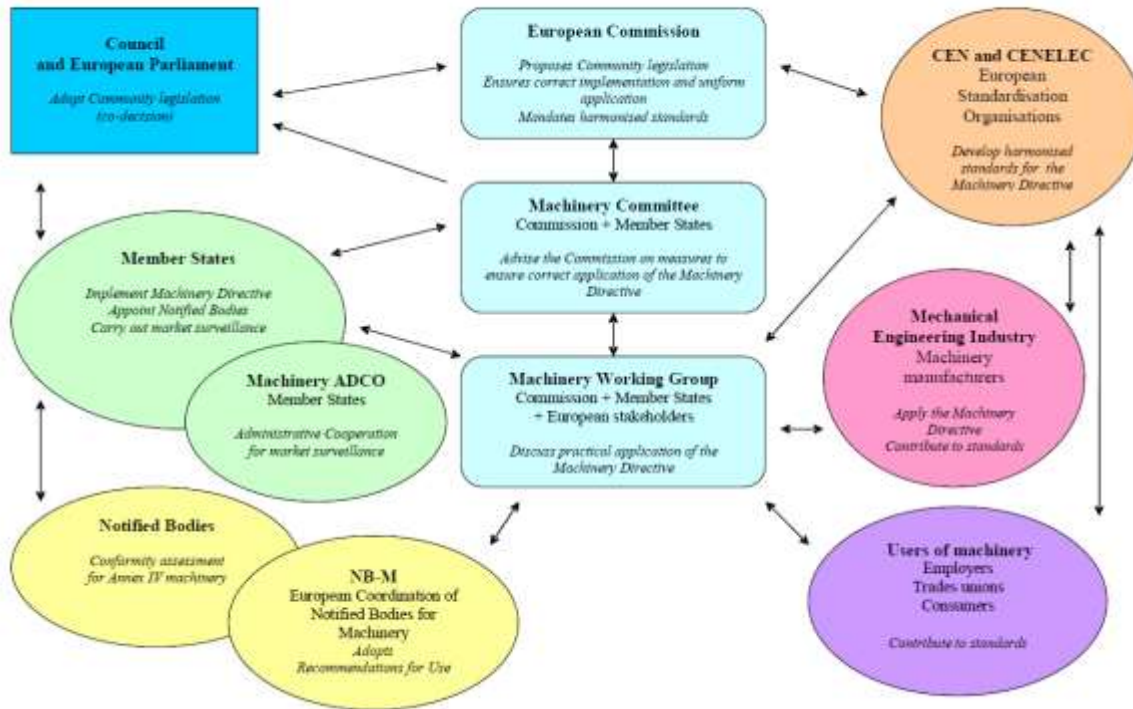 Council
and European Parliament
Adopt Community legislation
(co-decision)
European Commission
Proposes Community legislation
Ensures correct implementation and uniform
application
Mandates harmonised standards
CEN and CENELEC
European
Standardisation
Organisations
Develop harmonised
standards for the
Machinery Directive
Machinery Committee
Commission + Member States
Advise the Commission on measures to
ensure correct application of the Machinery
Directive
Member States
Implement Machinery Directive
Appoint Notified Bodies
Carry out market surveillance
Mechanical
Engineering Industry
Machinery
manufacturers
Apply the Machinery
Directive
Contribute to standards
Machinery ADCO
Member States
Administrative Cooperation
for market surveillance
Machinery Working Group
Commission + Member States
+ European stakeholders
Discuss practical application of the
Machinery Directive
Notified Bodies
Conformity assessment
for Annex IV machinery
NB-M
European Coordination of
Notified Bodies for
Machinery
Adopts
Recommendations for Use
Users of machinery
Employers
Trades unions
Consumers
Contribute to standards